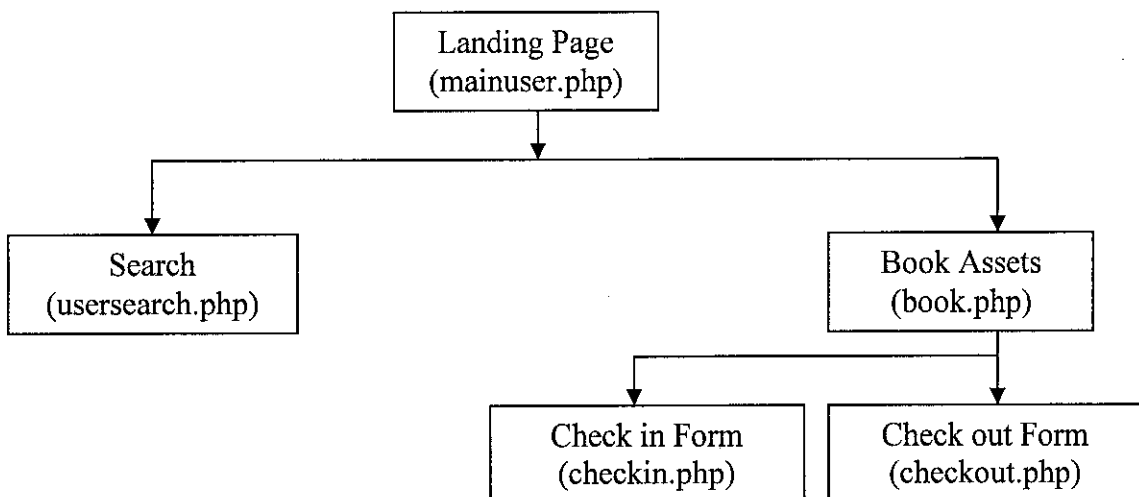 Landing Page
(mainuser.php)
Search
(usersearch.php)
Book Assets
(book.php)
Check in Form
(checkin.php)
Check out Form
(checkout.php)